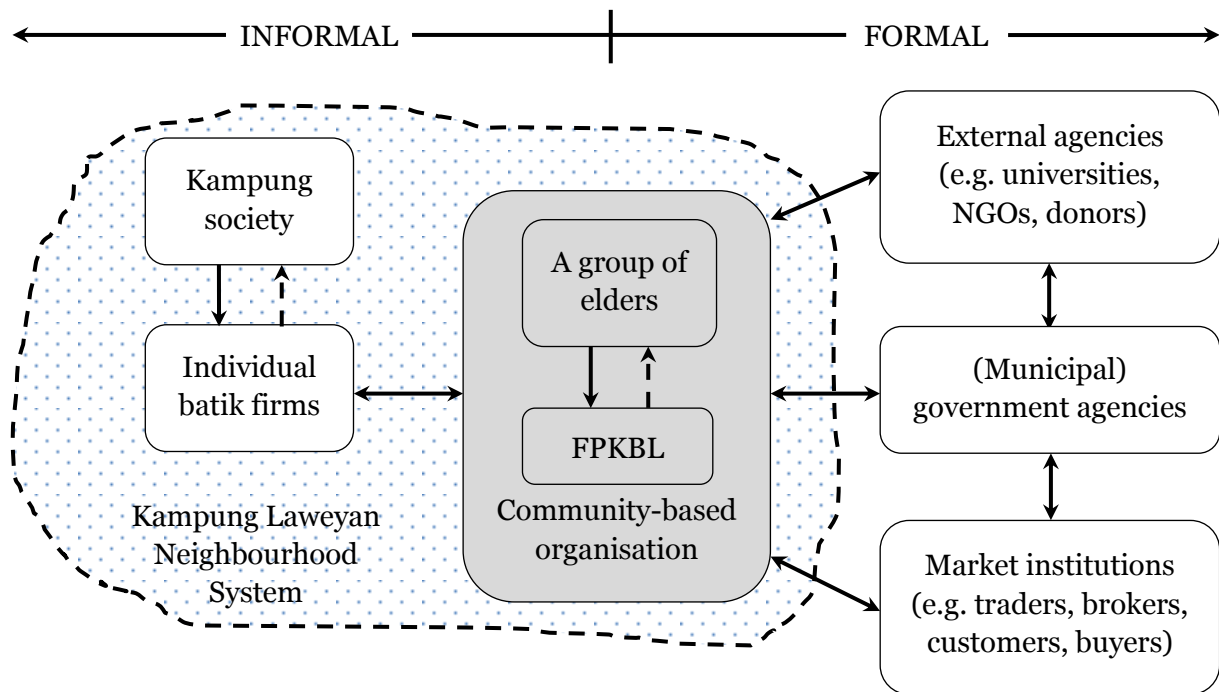 INFORMAL
FORMAL
Kampung
society
Individual
batik firms
Kampung Laweyan
Neighbourhood
System
A group of
elders
FPKBL
Community-based
organisation
External agencies
(e.g. universities,
NGOs, donors)
(Municipal)
government agencies
Market institutions
(e.g. traders, brokers,
customers, buyers)